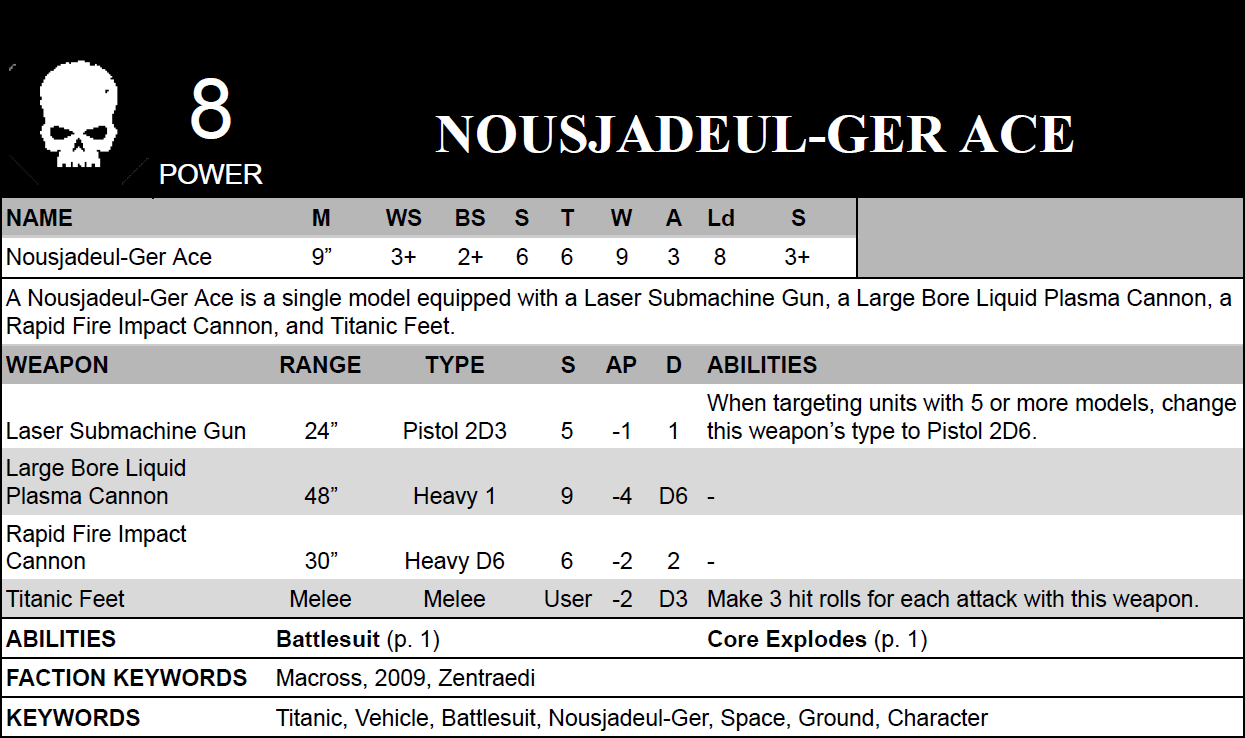 8
POWER
NOUSJADEUL-GER ACE
NAME M WS BS S T W A Ld S
Nousjadeul-Ger Ace 9” 3+ 2+ 6 6 9 3 8 3+
A Nousjadeul-Ger Ace is a single model equipped with a Laser Submachine Gun, a Large Bore Liquid Plasma Cannon, a
Rapid Fire Impact Cannon, and Titanic Feet.
WEAPON RANGE TYPE S AP D ABILITIES
When targeting units with 5 or more models, change
Laser Submachine Gun 24” Pistol 2D3 5 -1 1 this weapon’s type to Pistol 2D6.
Large Bore Liquid
Plasma Cannon 48” Heavy 1 9 -4 D6 -
Rapid Fire Impact
Cannon 30” Heavy D6 6 -2 2 -
Titanic Feet Melee Melee User -2 D3 Make 3 hit rolls for each attack with this weapon.
ABILITIES Battlesuit (p. 1) Core Explodes (p. 1)
FACTION KEYWORDS Macross, 2009, Zentraedi
KEYWORDS Titanic, Vehicle, Battlesuit, Nousjadeul-Ger, Space, Ground, Character